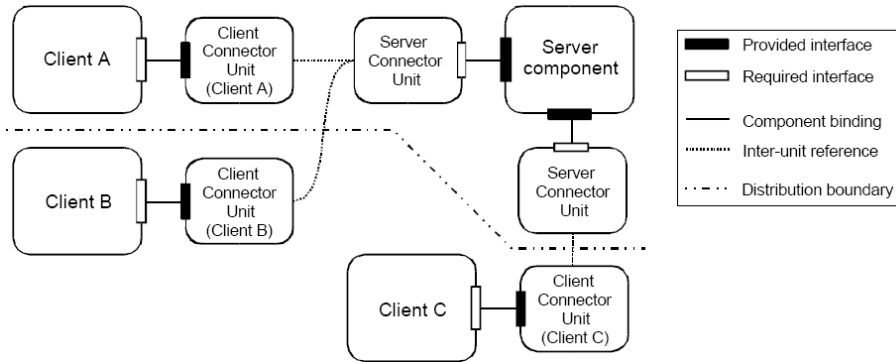 Client A
Client
Connector
Unit
(Client A)
Server
Connector
Unit
Server
component
Client B
Client
Connector
Unit
(Client B)
Server
Connector
Unit
Client C
Client
Connector
Unit
(Client C)
Provided interface
Required interface
Component binding
Inter-unit reference
Distribution boundary